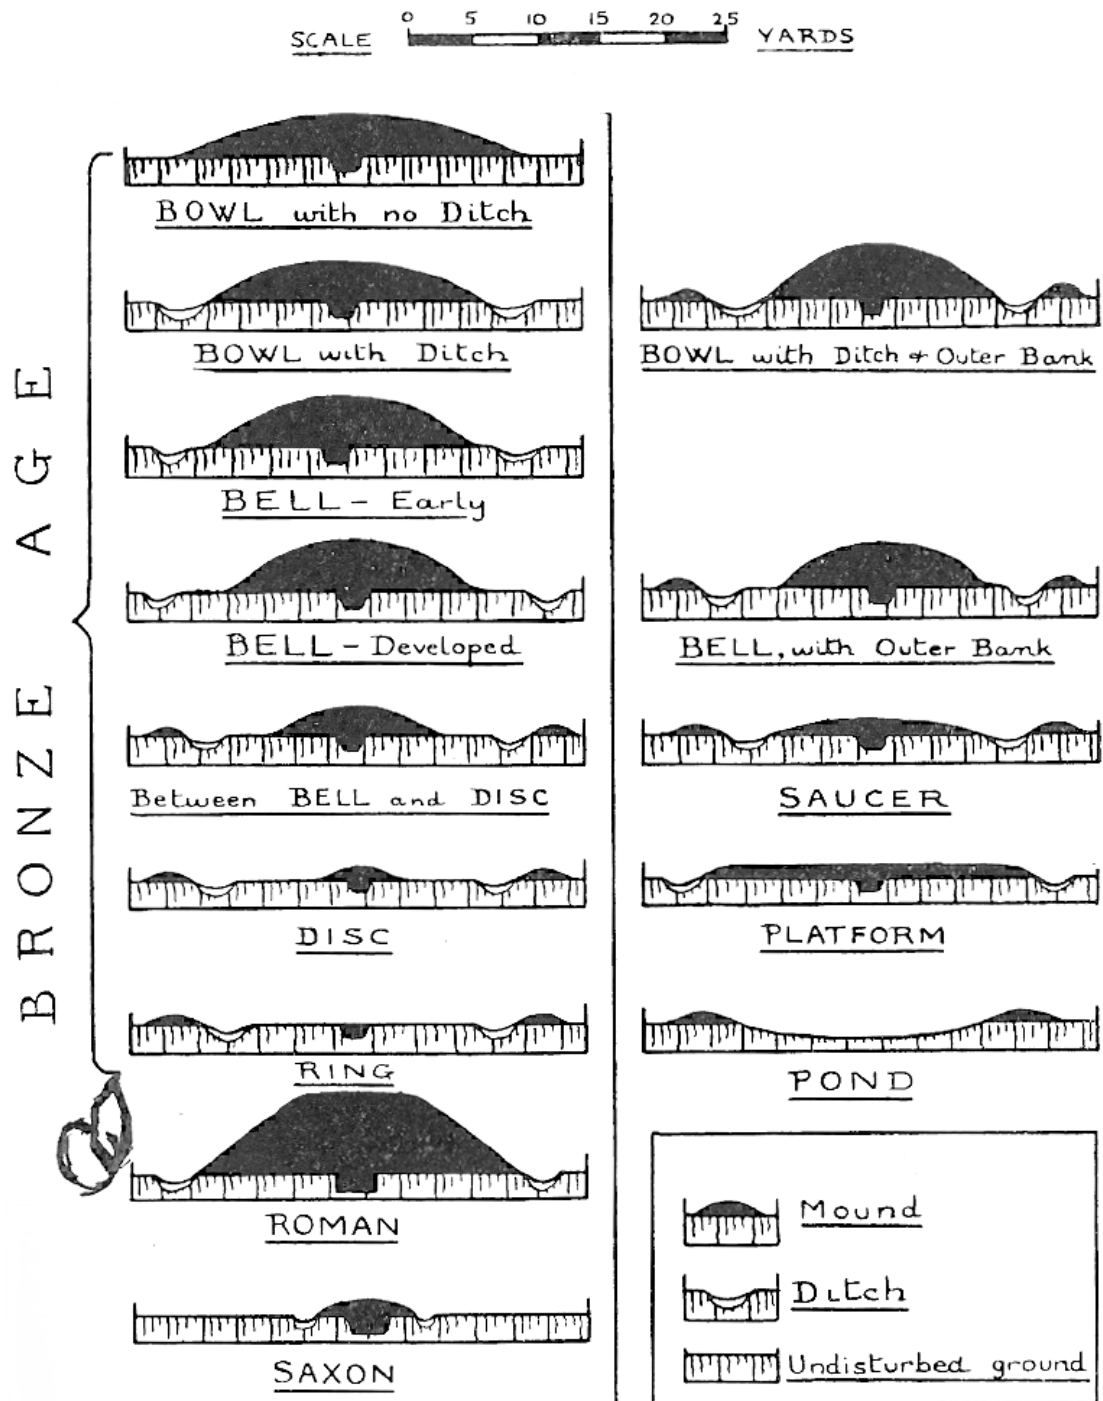 0 5 10 15 20 25
SCALE YARDS
BRONZE AGE
BOWL with no Ditch
BOWL with Ditch
BOWL with Ditch & Outer Bank
BELL - Early
BELL - Developed
BELL, with Outer Bank
Between BELL and DISC
SAUCER
DISC
PLATFORM
RING
POND
ROMAN
SAXON
Mound
Ditch
Undisturbed ground